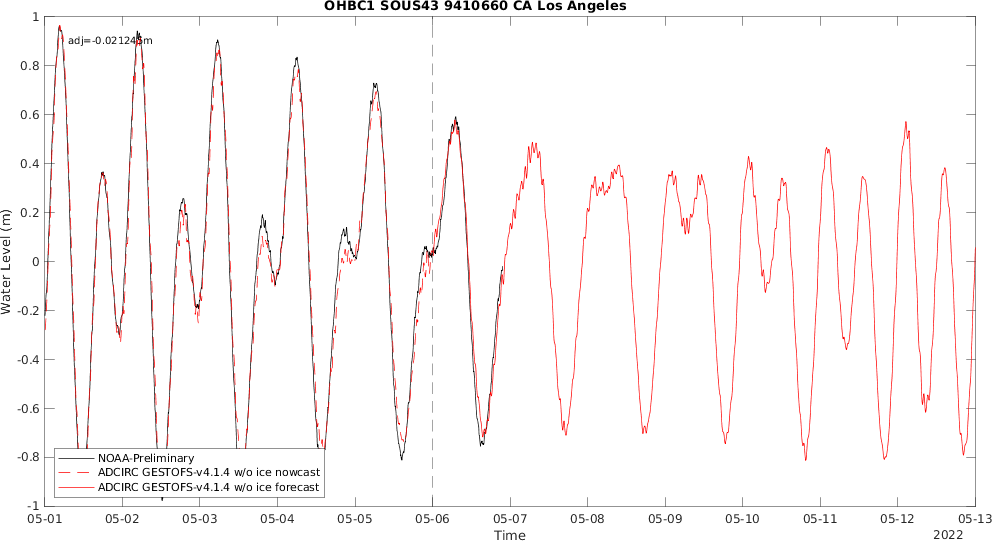 OHBC1 SOUS43 9410660 CA Los Angeles
adj=-0.021245m
Water Level (m)
1
0.8
0.6
0.4
0.2
0
-0.2
-0.4
-0.6
-0.8
-1
NOAA-Preliminary
ADCIRC GESTOFS-v4.1.4 w/o ice nowcast
ADCIRC GESTOFS-v4.1.4 w/o ice forecast
05-01 05-02 05-03 05-04 05-05 05-06 05-07 05-08 05-09 05-10 05-11 05-12 05-13
Time
2022